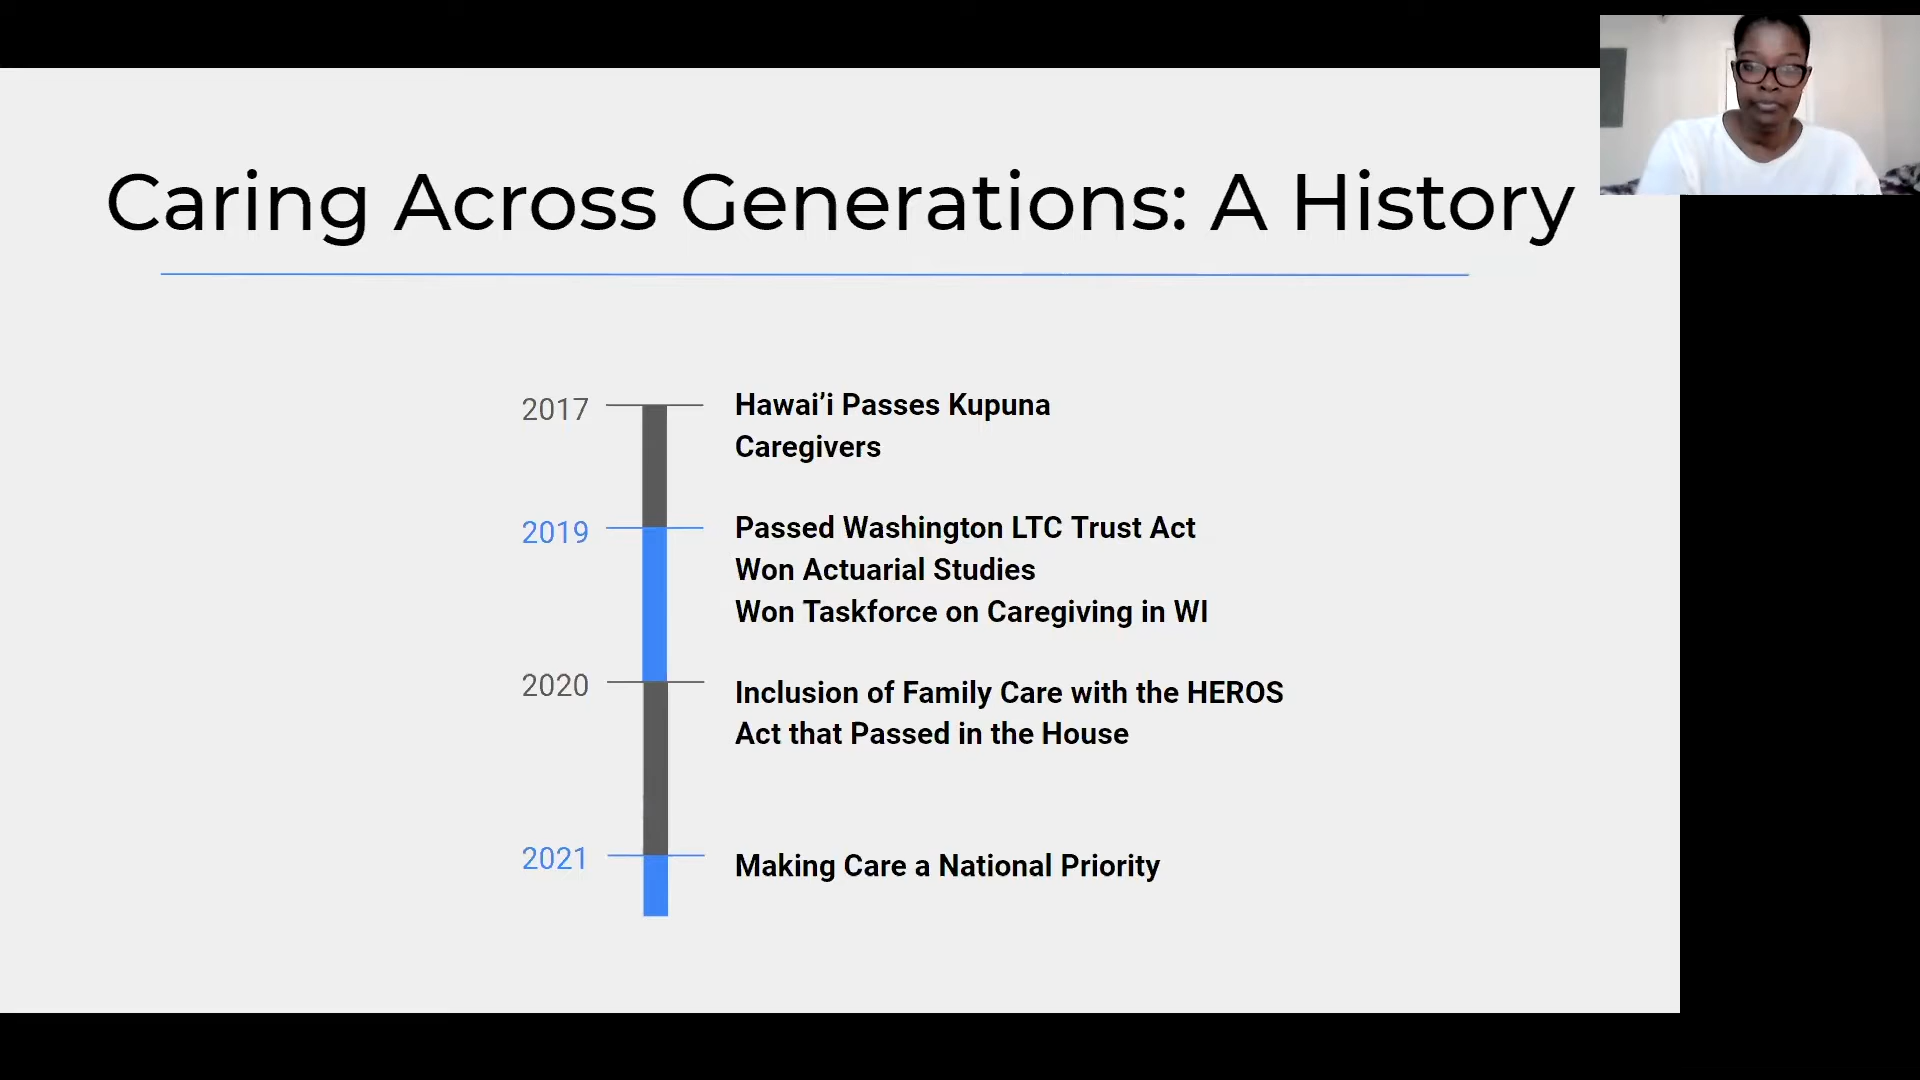 Caring Across Generations: A History
2017
Hawai’i Passes Kupuna
Caregivers
2019
Passed Washington LTC Trust Act
Won Actuarial Studies
Won Taskforce on Caregiving in WI
2020
Inclusion of Family Care with the HEROS
Act that Passed in the House
2021
Making Care a National Priority